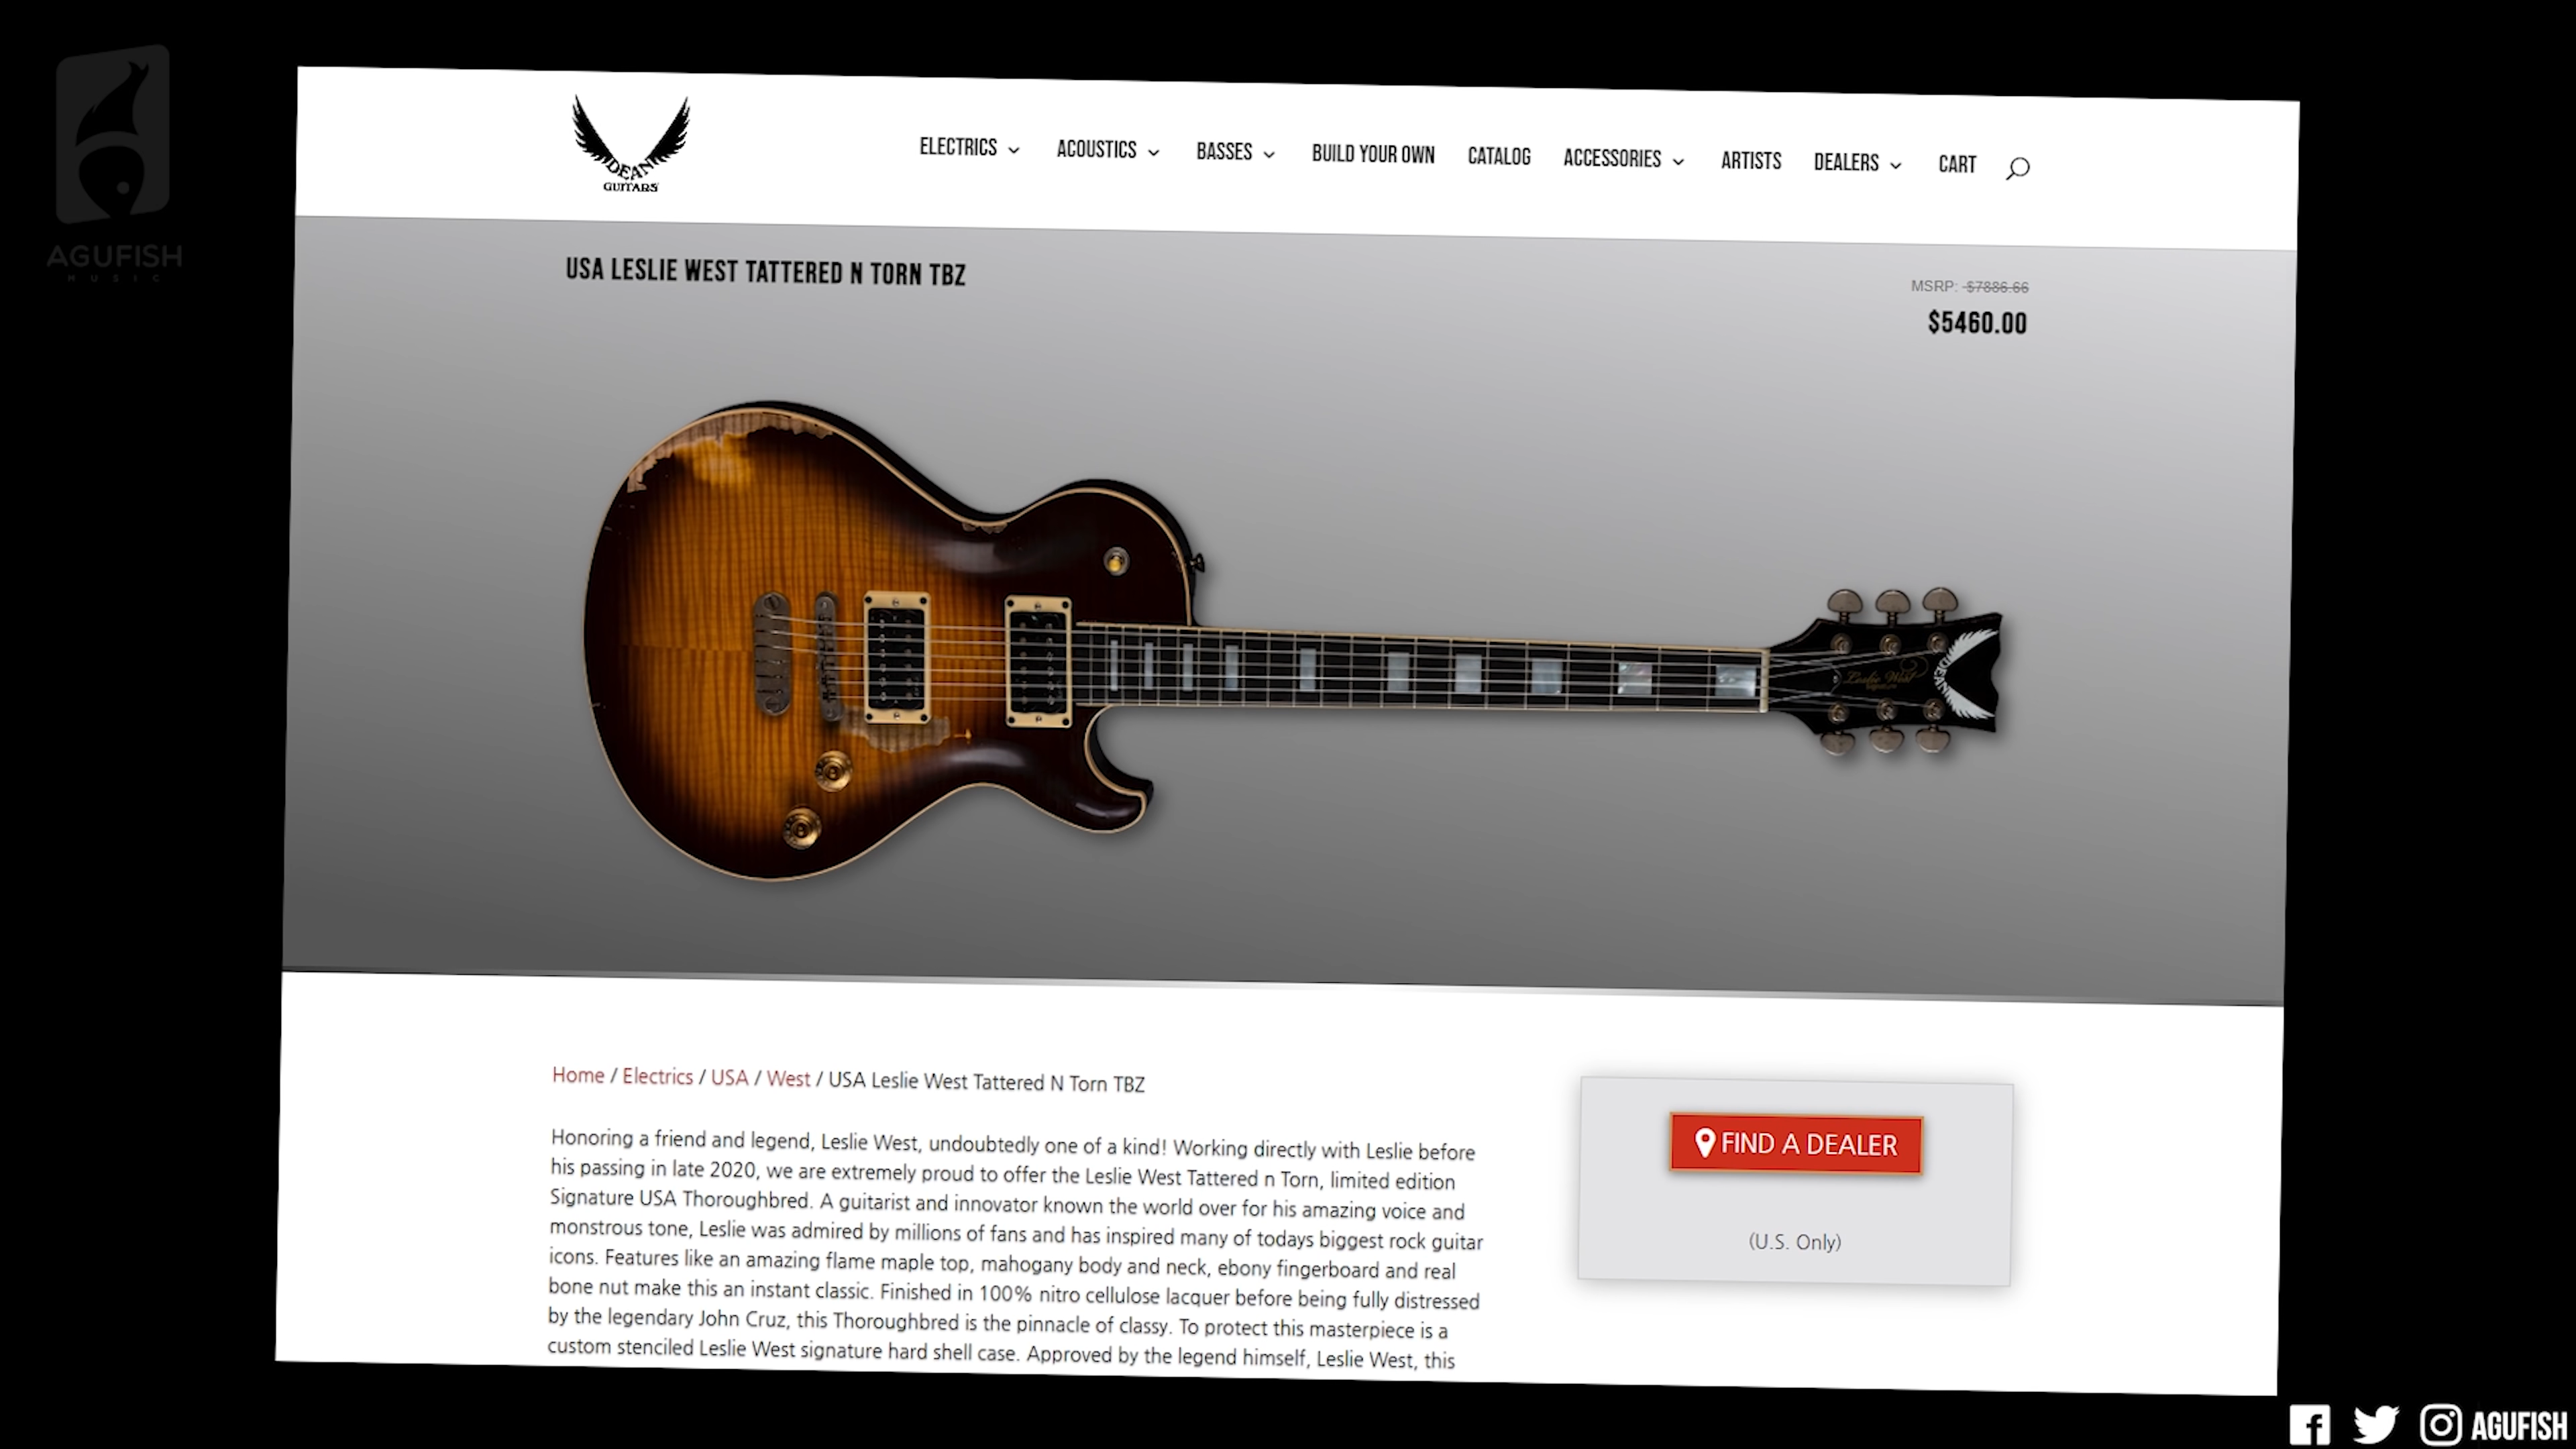 AGUFISH
MUSIC
DEAN
GUITARS
ELECTRICS
ACOUSTICS
BASSES
BUILD YOUR OWN
CATALOG
ACCESSORIES
ARTISTS
DEALERS
CART
USA LESLIE WEST TATTERED N TORN TBZ
MSRP: $7886.66
$5460.00
Leslie West
DEAN
Home / Electrics / USA / West / USA Leslie West Tattered N Torn TBZ
Honoring a friend and legend, Leslie West, undoubtedly one of a kind! Working directly with Leslie before
his passing in late 2020, we are extremely proud to offer the Leslie West Tattered n Torn, limited edition
Signature USA Thoroughbred. A guitarist and innovator known the world over for his amazing voice and
monstrous tone, Leslie was admired by millions of fans and has inspired many of todays biggest rock guitar
icons. Features like an amazing flame maple top, mahogany body and neck, ebony fingerboard and real
bone nut make this an instant classic. Finished in 100% nitro cellulose lacquer before being fully distressed
by the legendary John Cruz, this Thoroughbred is the pinnacle of classy. To protect this masterpiece is a
custom stenciled Leslie West signature hard shell case. Approved by the legend himself, Leslie West, this
FIND A DEALER
(U.S. Only)
AGUFISH